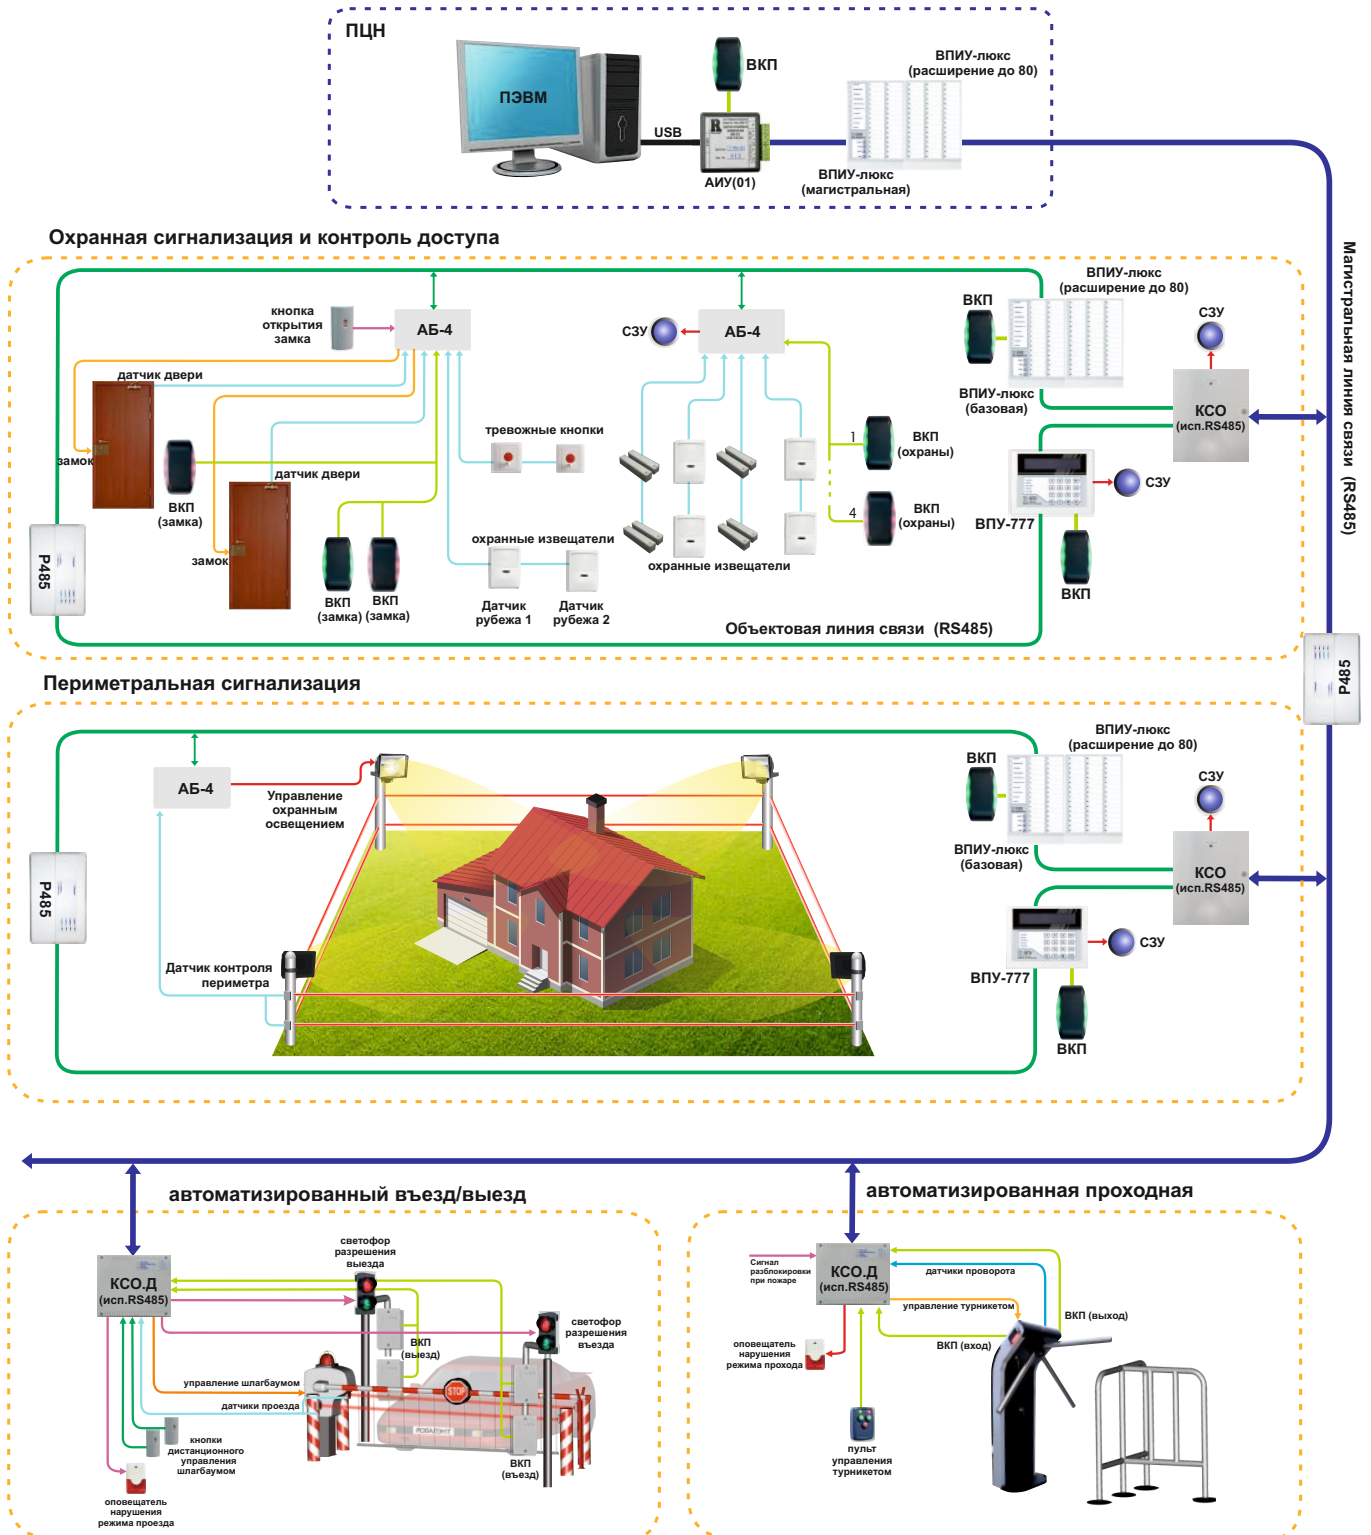 ПЦН
ПЭВМ
USB
ВКП
АИУ(01)
ВПИУ-люкс
(расширение до 80)
ВПИУ-люкс
(магистральная)
Магистральная линия связи (RS485)
Охранная сигнализация и контроль доступа
кнопка
открытия
замка
АБ-4
датчик двери
замок
ВКП
(замка)
датчик двери
замок
ВКП
(замка)
ВКП
(замка)
тревожные кнопки
охранные извещатели
Датчик
рубежа 1
Датчик
рубежа 2
СЗУ
АБ-4
охранные извещатели
1
ВКП
(охраны)
4
ВКП
(охраны)
ВКП
ВПИУ-люкс
(расширение до 80)
ВПИУ-люкс
(базовая)
СЗУ
КСО
(исп.RS485)
ВПУ-777
СЗУ
ВКП
Р485
Объектовая линия связи (RS485)
Р485
Периметральная сигнализация
АБ-4
Управление
охранным
освещением
Датчик контроля
периметра
Р485
ВКП
ВПИУ-люкс
(расширение до 80)
ВПИУ-люкс
(базовая)
СЗУ
КСО
(исп.RS485)
ВПУ-777
СЗУ
ВКП
автоматизированный въезд/выезд
КСО.Д
(исп.RS485)
светофор
разрешения
выезда
светофор
разрешения
въезда
ВКП
(выезд)
управление шлагбаумом
датчики проезда
STOP
РОВАЛЭНТ
кнопки
дистанционного
управления
шлагбаумом
ВКП
(въезд)
оповещатель
нарушения
режима проезда
автоматизированная проходная
Сигнал
разблокировки
при пожаре
КСО.Д
(исп.RS485)
датчики проворота
управление турникетом
ВКП (выход)
ВКП (вход)
оповещатель
нарушения
режима прохода
пульт
управления
турникетом